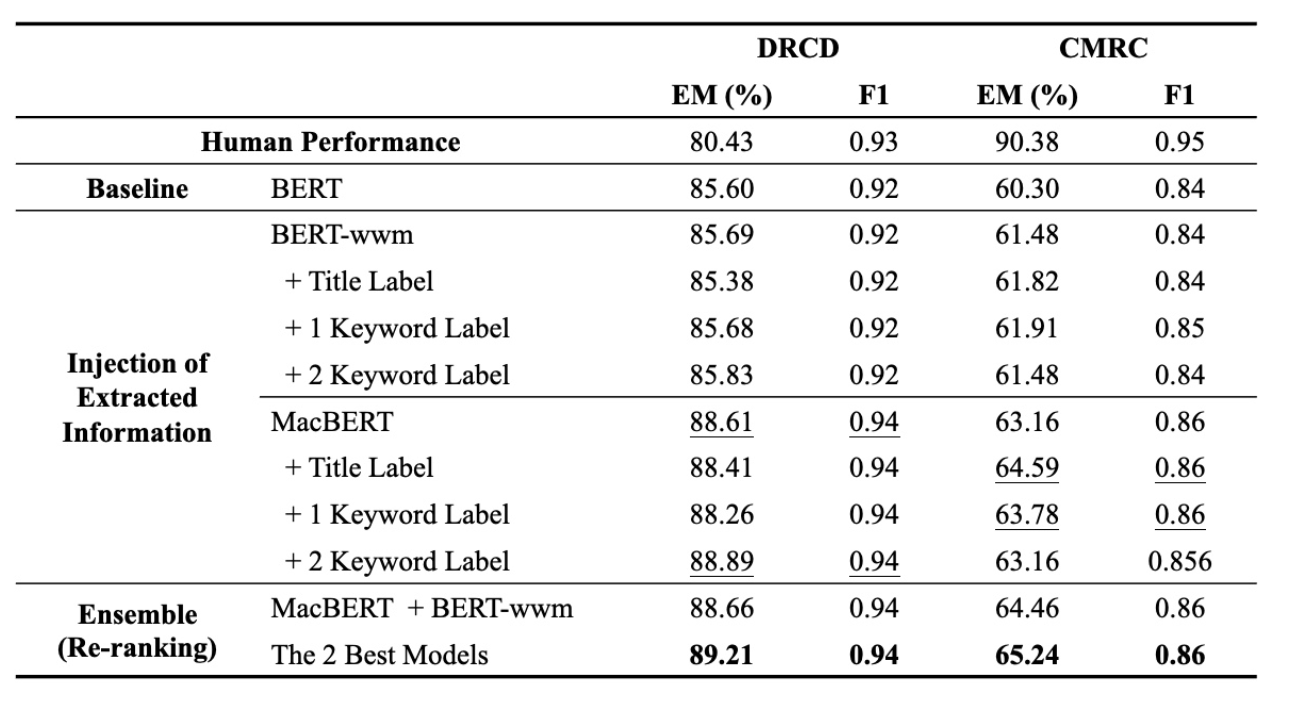 DRCD CMRC
EM (%) F1 EM (%) F1
Human Performance 80.43 0.93 90.38 0.95
Baseline BERT 85.60 0.92 60.30 0.84
Injection of Extracted Information
BERT-wwm 85.69 0.92 61.48 0.84
+ Title Label 85.38 0.92 61.82 0.84
+ 1 Keyword Label 85.68 0.92 61.91 0.85
+ 2 Keyword Label 85.83 0.92 61.48 0.84
MacBERT 88.61 0.94 63.16 0.86
+ Title Label 88.41 0.94 64.59 0.86
+ 1 Keyword Label 88.26 0.94 63.78 0.86
+ 2 Keyword Label 88.89 0.94 63.16 0.856
Ensemble (Re-ranking)
MacBERT + BERT-wwm 88.66 0.94 64.46 0.86
The 2 Best Models 89.21 0.94 65.24 0.86